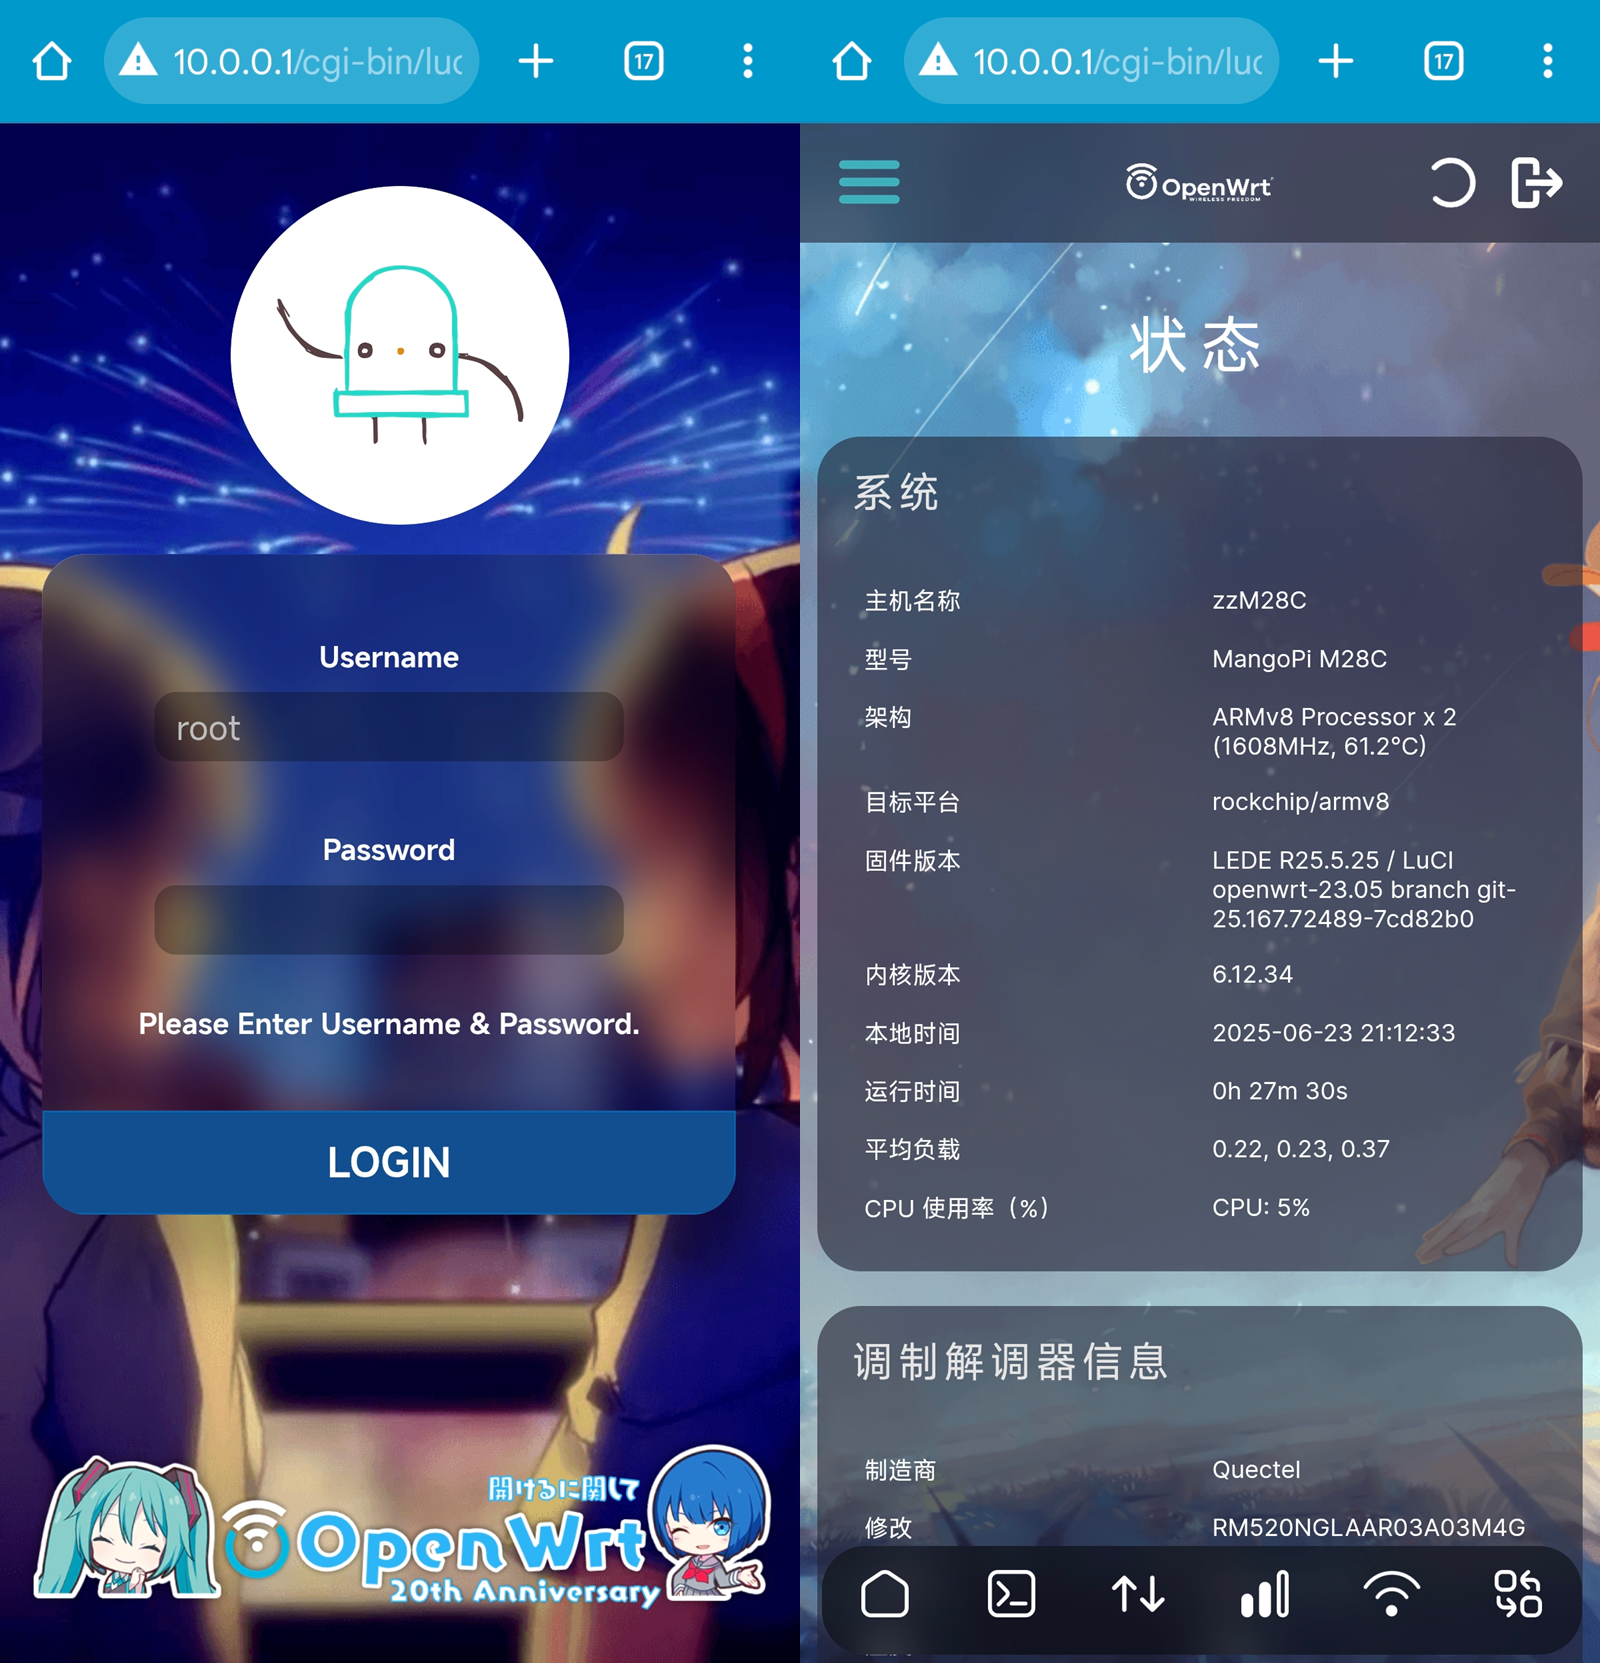 10.0.0.1/cgi-bin/luc
17
Username
root
Password
Please Enter Username & Password.
LOGIN
開けるに関して
OpenWrt
20th Anniversary
10.0.0.1/cgi-bin/luc
17
OpenWrt
WIRELESS FREEDOM
状态
系统
主机名称 zzM28C
型号 MangoPi M28C
架构 ARMv8 Processor x 2
(1608MHz, 61.2°C)
目标平台 rockchip/armv8
固件版本 LEDE R25.5.25 / LuCI
openwrt-23.05 branch git-
25.167.72489-7cd82b0
内核版本 6.12.34
本地时间 2025-06-23 21:12:33
运行时间 0h 27m 30s
平均负载 0.22, 0.23, 0.37
CPU 使用率（%） CPU: 5%
调制解调器信息
制造商 Quectel
修改 RM520NGLAAR03A03M4G